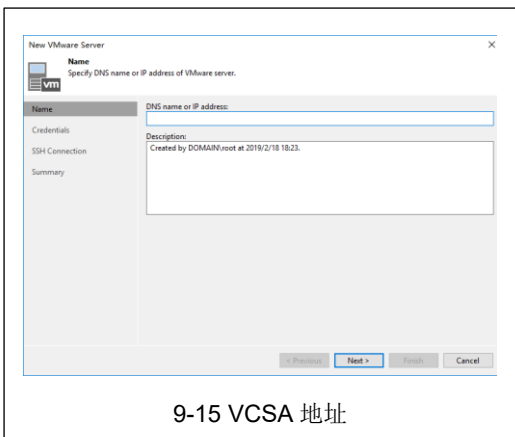 New VMware Server
Name
Specify DNS name or IP address of VMware server.
vm
Name
DNS name or IP address:
Credentials
Description:
Created by DOMAIN\root at 2019/2/18 18:23.
SSH Connection
Summary
< Previous
Next >
Finish
Cancel
9-15 VCSA 地址